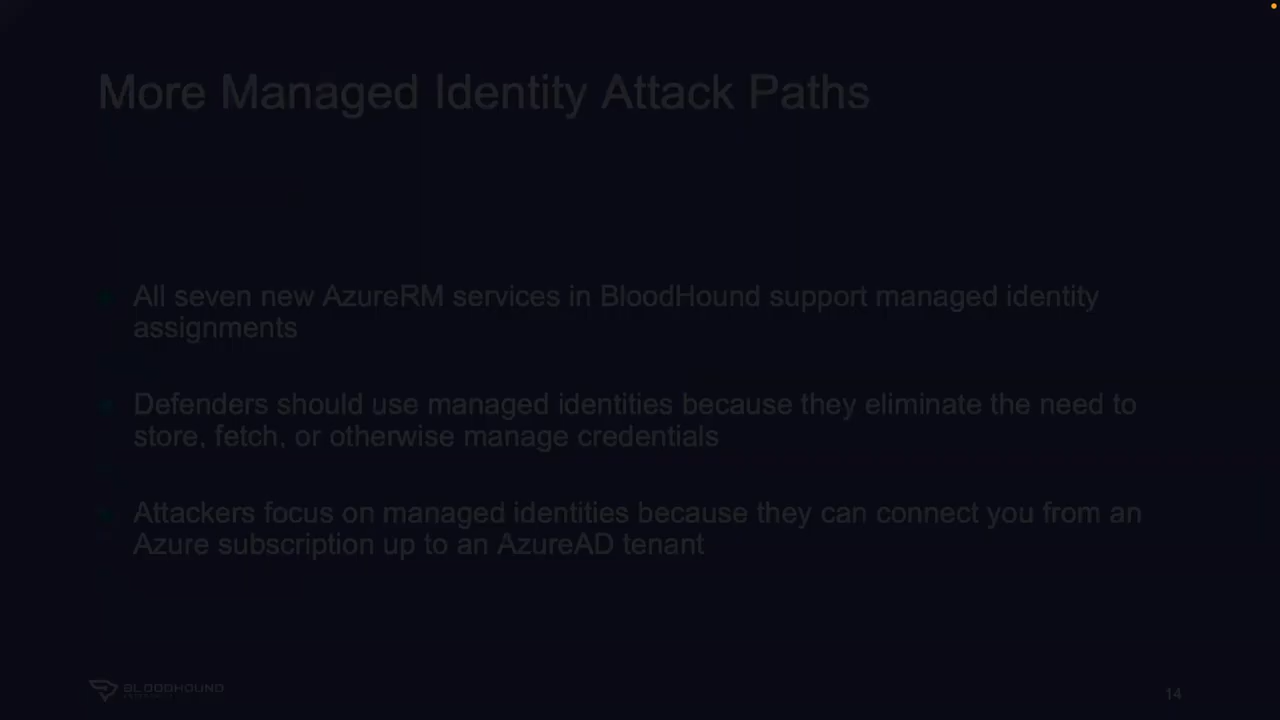 More Managed Identity Attack Paths
All seven new AzureRM services in BloodHound support managed identity
assignments
Defenders should use managed identities because they eliminate the need to
store, fetch, or otherwise manage credentials
Attackers focus on managed identities because they can connect you from an
Azure subscription up to an AzureAD tenant
BLOODHOUND
14